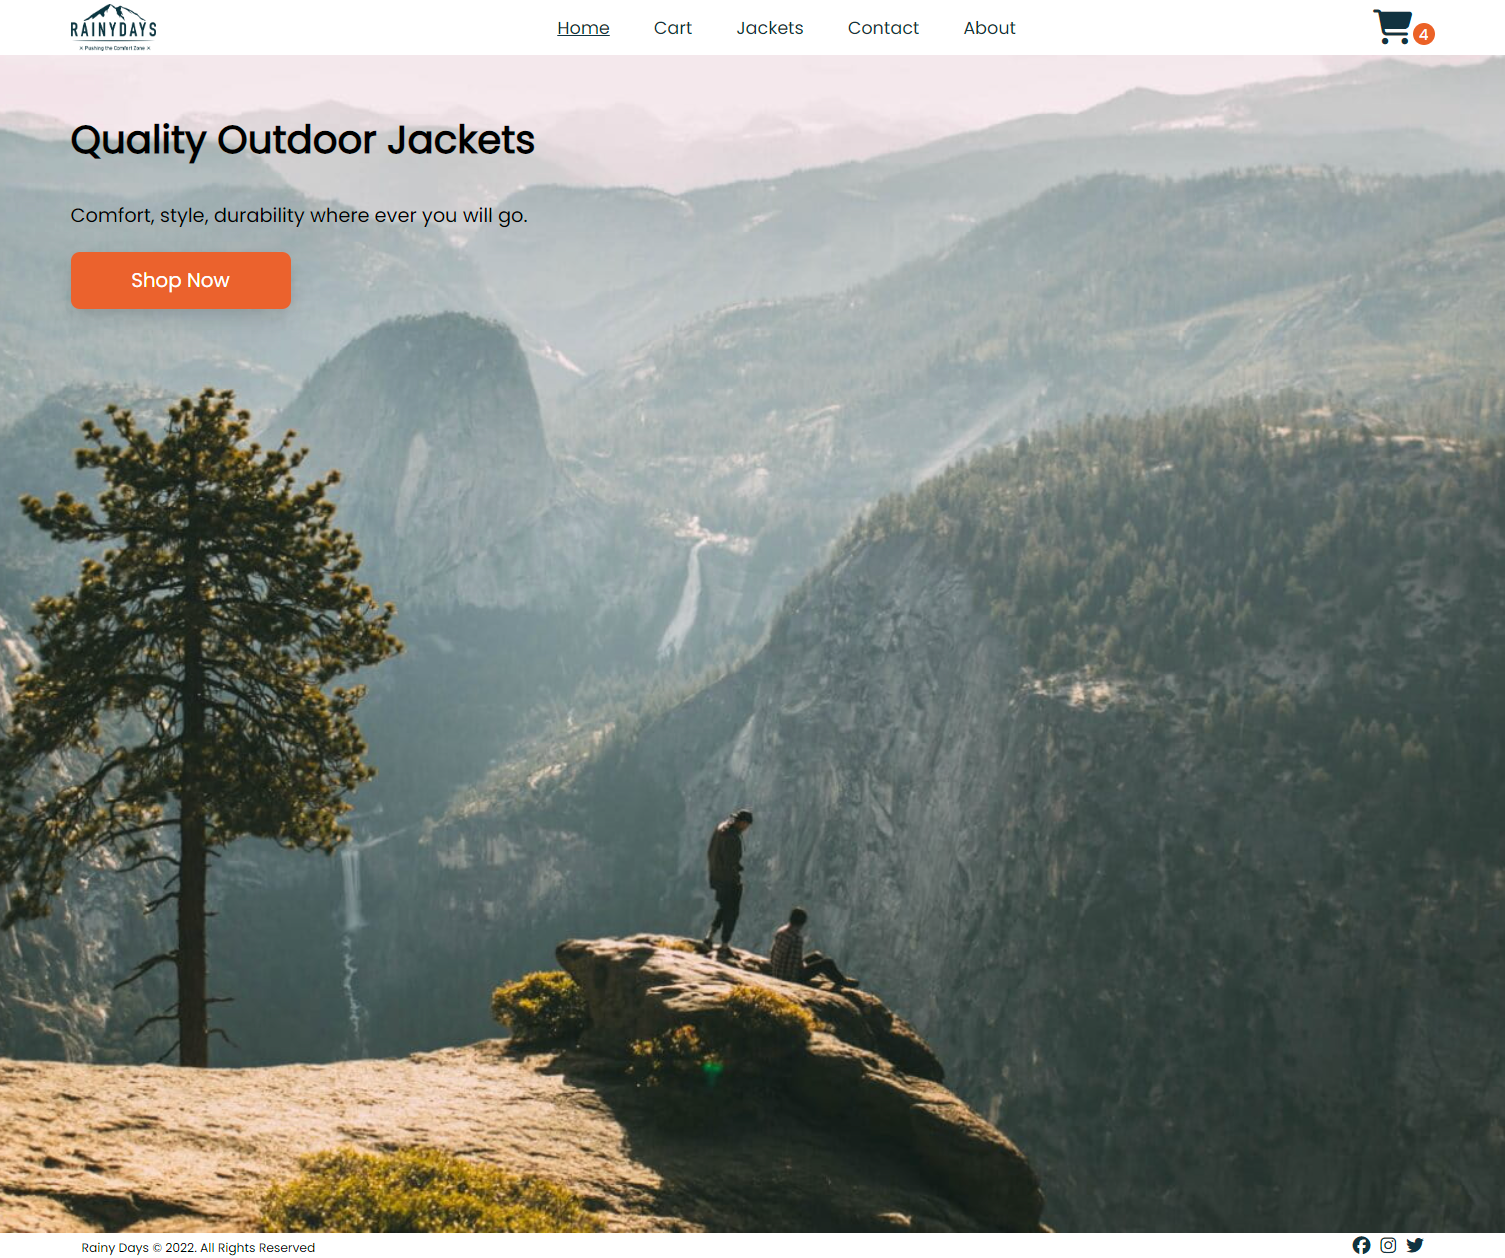 RAINYDAYS
× Pushing the Comfort Zone ×
Home Cart Jackets Contact About
4
Quality Outdoor Jackets
Comfort, style, durability where ever you will go.
Shop Now
Rainy Days © 2022. All Rights Reserved